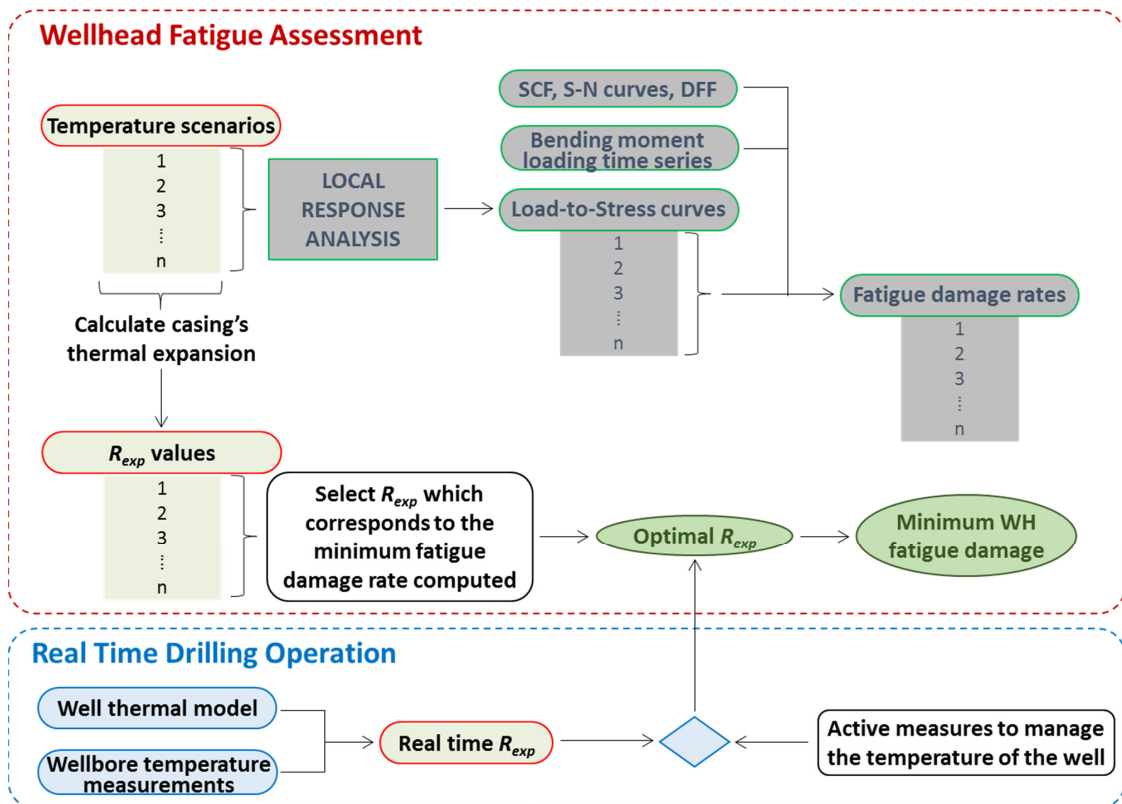 Wellhead Fatigue Assessment
Temperature scenarios
1
2
3
⁞
n
LOCAL
RESPONSE
ANALYSIS
SCF, S-N curves, DFF
Bending moment
loading time series
Load-to-Stress curves
1
2
3
⁞
n
Fatigue damage rates
1
2
3
⁞
n
Calculate casing’s
thermal expansion
Rexp values
1
2
3
⁞
n
Select Rexp which
corresponds to the
minimum fatigue
damage rate computed
Optimal Rexp
Minimum WH
fatigue damage
Real Time Drilling Operation
Well thermal model
Wellbore temperature
measurements
Real time Rexp
Active measures to manage
the temperature of the well